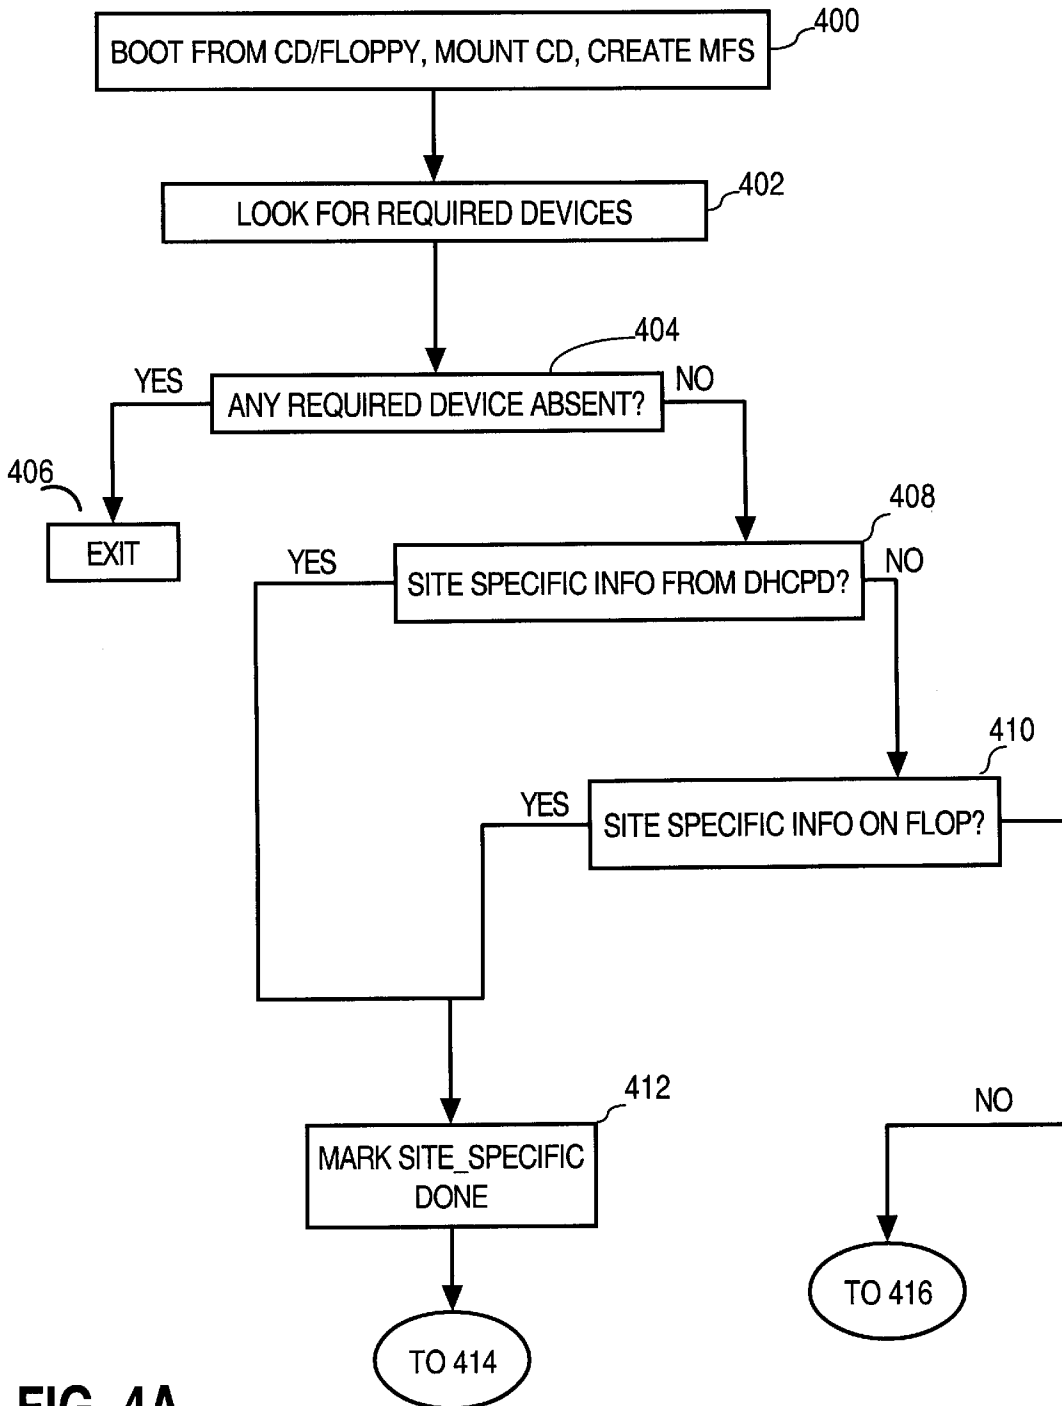 400
BOOT FROM CD/FLOPPY, MOUNT CD, CREATE MFS
402
LOOK FOR REQUIRED DEVICES
404
YES
NO
ANY REQUIRED DEVICE ABSENT?
406
EXIT
408
YES
NO
SITE SPECIFIC INFO FROM DHCPD?
410
YES
SITE SPECIFIC INFO ON FLOP?
412
NO
MARK SITE_SPECIFIC
DONE
TO 416
TO 414
FIG. 4A